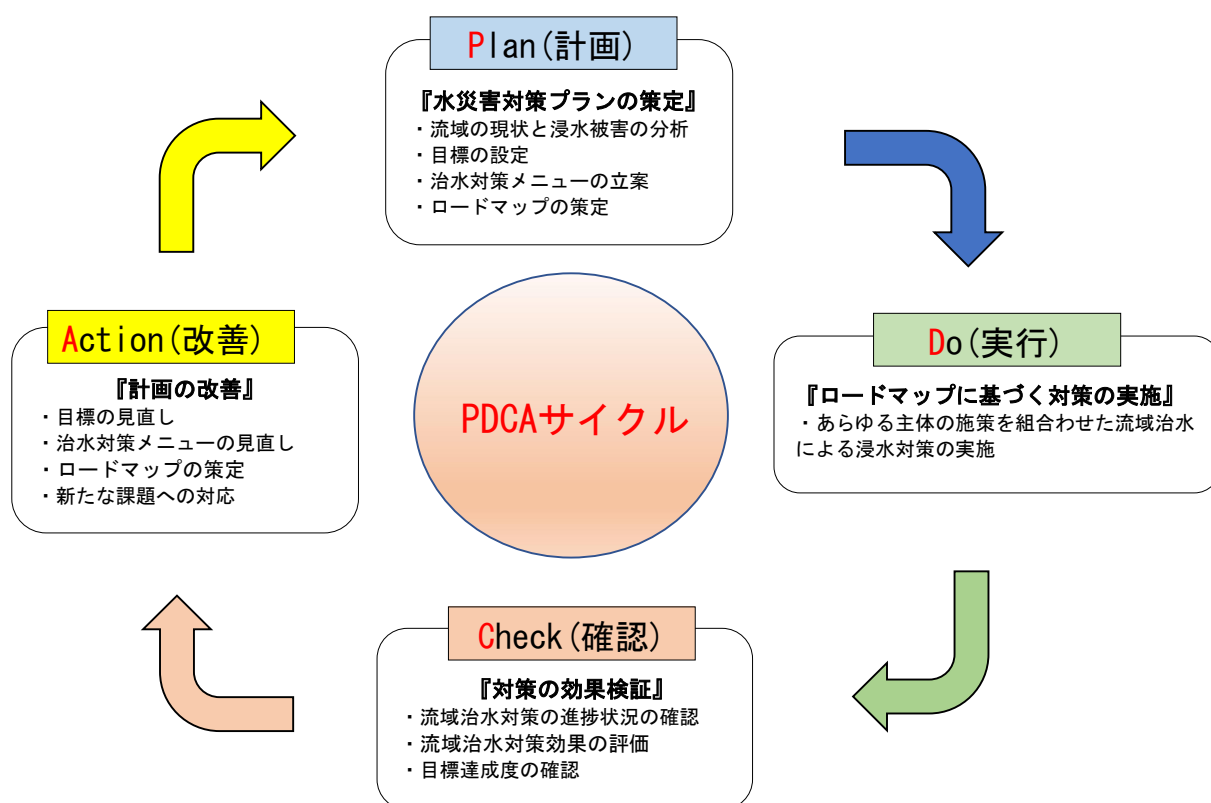 Plan(計画)
『水災害対策プランの策定』
・流域の現状と浸水被害の分析
・目標の設定
・治水対策メニューの立案
・ロードマップの策定
Do(実行)
『ロードマップに基づく対策の実施』
・あらゆる主体の施策を組合わせた流域治水
による浸水対策の実施
Check(確認)
『対策の効果検証』
・流域治水対策の進捗状況の確認
・流域治水対策効果の評価
・目標達成度の確認
Action(改善)
『計画の改善』
・目標の見直し
・治水対策メニューの見直し
・ロードマップの策定
・新たな課題への対応
PDCAサイクル